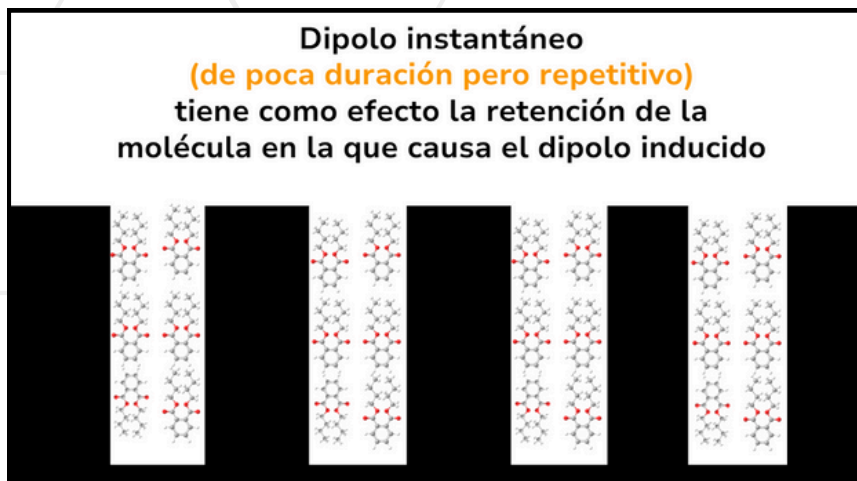 Dipolo instantáneo
(de poca duración pero repetitivo)
tiene como efecto la retención de la
molécula en la que causa el dipolo inducido